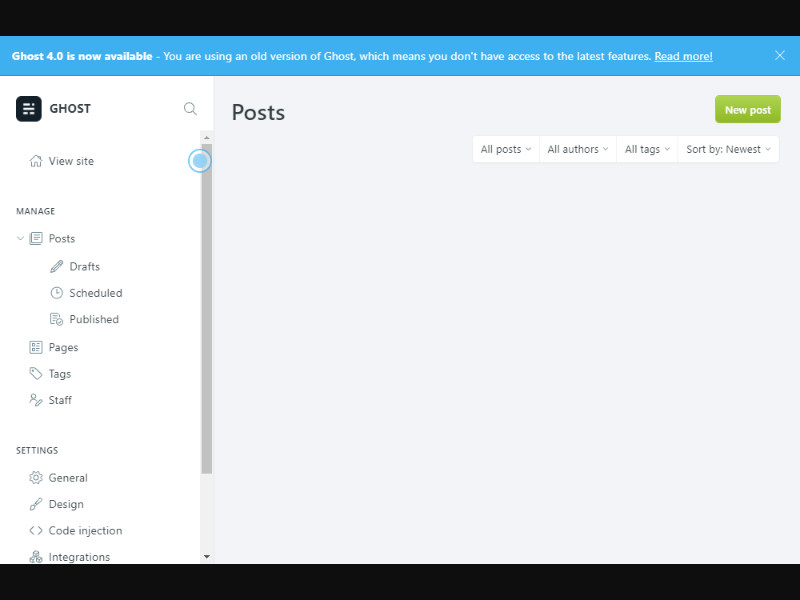 Ghost 4.0 is now available - You are using an old version of Ghost, which means you don't have access to the latest features. Read more!
GHOST
Posts
New post
All posts
All authors
All tags
Sort by: Newest
View site
MANAGE
Posts
Drafts
Scheduled
Published
Pages
Tags
Staff
SETTINGS
General
Design
Code injection
Integrations